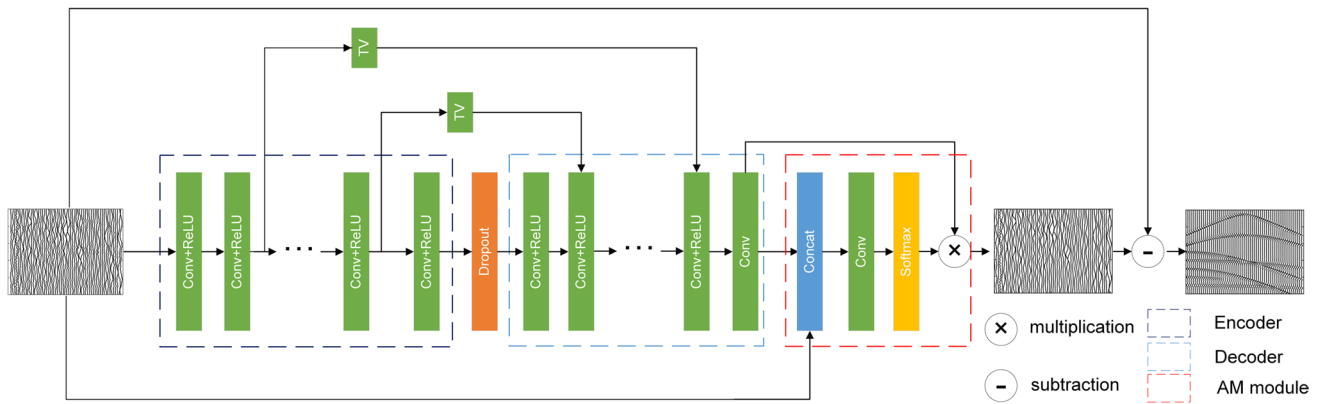 TV
TV
Conv+ReLU
Conv+ReLU
...
Conv+ReLU
Conv+ReLU
Dropout
Conv+ReLU
Conv+ReLU
...
Conv+ReLU
Conv
Concat
Conv
Softmax
×
-
× multiplication
- subtraction
Encoder
Decoder
AM module